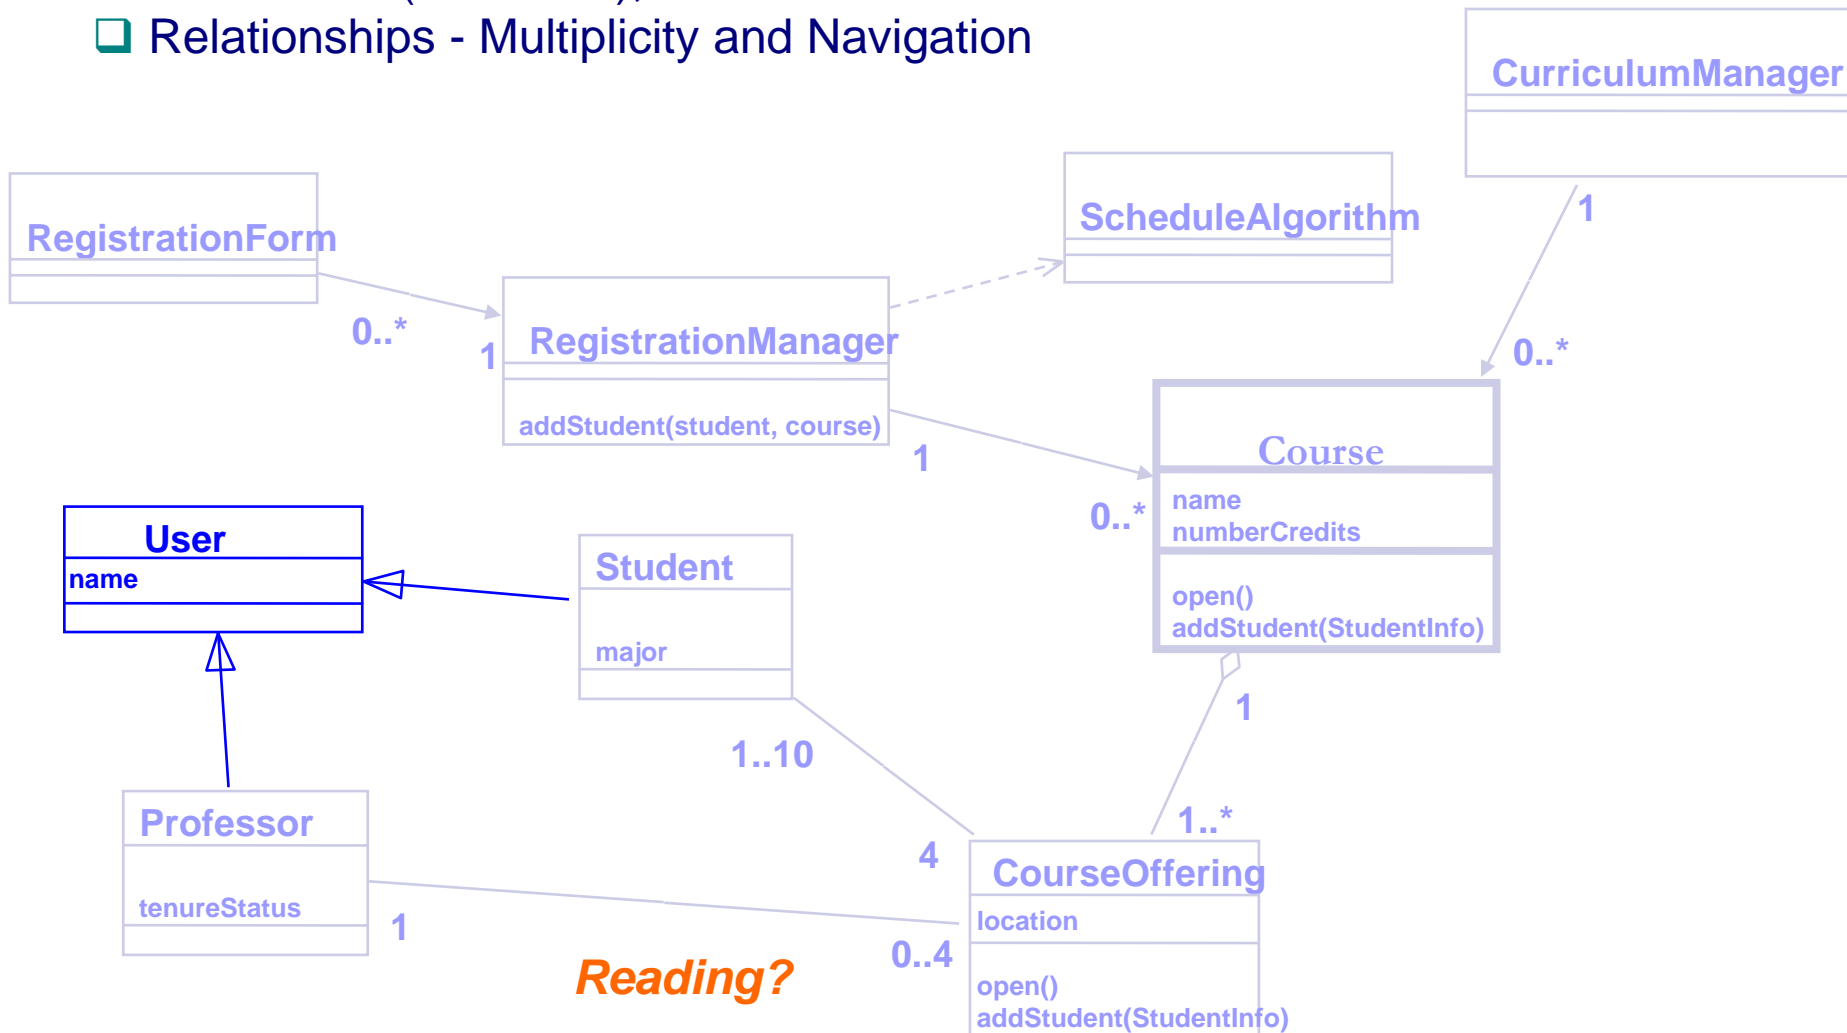 Relationships - Multiplicity and Navigation
CurriculumManager
1
0..*
ScheduleAlgorithm
RegistrationForm
0..*
1
RegistrationManager
addStudent(student, course)
1
0..*
Course
name
numberCredits
open()
addStudent(StudentInfo)
1
1..*
User
name
Student
major
1..10
4
Professor
tenureStatus
1
0..4
CourseOffering
location
open()
addStudent(StudentInfo)
Reading?